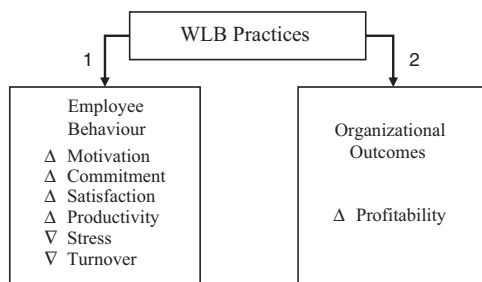 WLB Practices
1
2
Employee
Behaviour
Δ Motivation
Δ Commitment
Δ Satisfaction
Δ Productivity
∇ Stress
∇ Turnover
Organizational
Outcomes
Δ Profitability